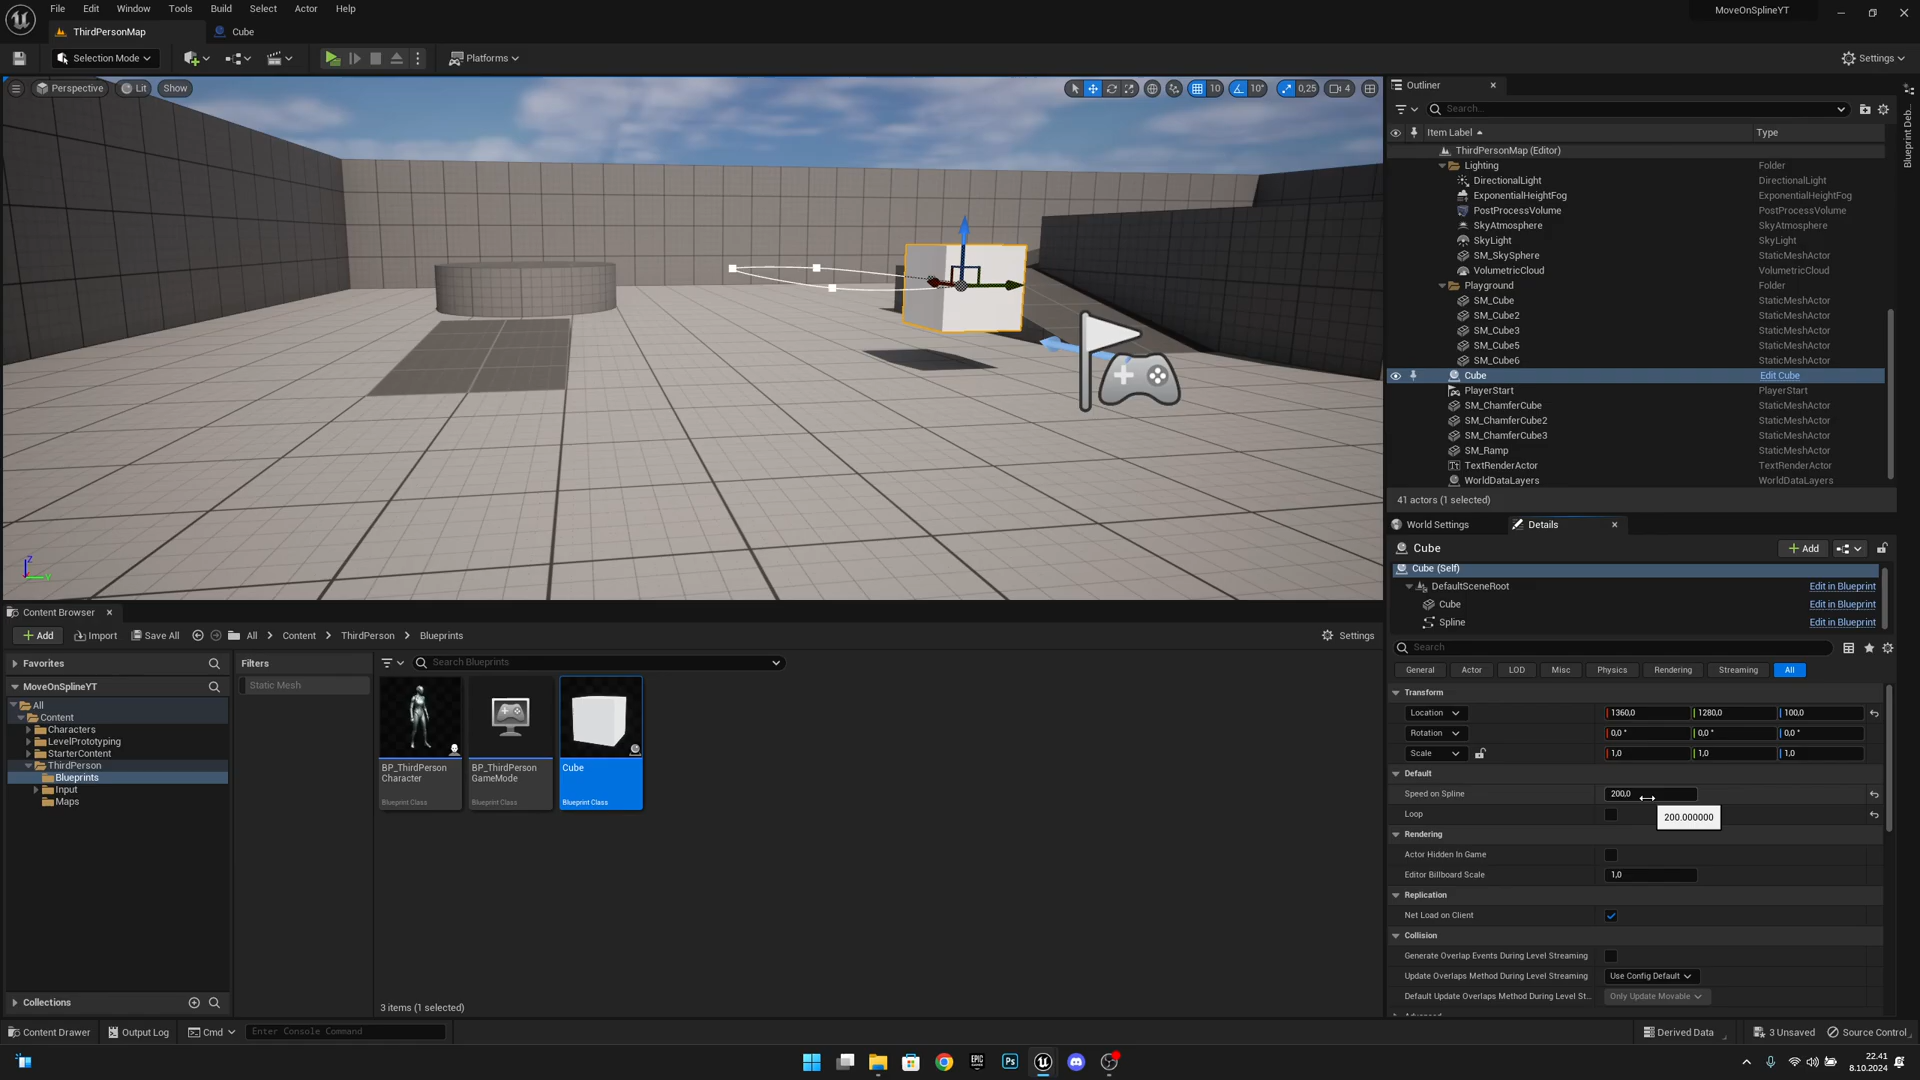 File Edit Window Tools Build Select Actor Help
MoveOnSplineYT
ThirdPersonMap
Cube
Selection Mode
Platforms
Settings
Perspective
Lit
Show
10
10°
0,25
4
Outliner
Search...
Item Label
Type
ThirdPersonMap (Editor)
Lighting Folder
DirectionalLight DirectionalLight
ExponentialHeightFog ExponentialHeightFog
PostProcessVolume PostProcessVolume
SkyAtmosphere SkyAtmosphere
SkyLight SkyLight
SM_SkySphere StaticMeshActor
VolumetricCloud VolumetricCloud
Playground Folder
SM_Cube StaticMeshActor
SM_Cube2 StaticMeshActor
SM_Cube3 StaticMeshActor
SM_Cube5 StaticMeshActor
SM_Cube6 StaticMeshActor
Cube Edit Cube
PlayerStart PlayerStart
SM_ChamferCube StaticMeshActor
SM_ChamferCube2 StaticMeshActor
SM_ChamferCube3 StaticMeshActor
SM_Ramp StaticMeshActor
TextRenderActor TextRenderActor
WorldDataLayers WorldDataLayers
41 actors (1 selected)
Blueprint Deb
World Settings
Details
Cube
Add
Cube (Self)
DefaultSceneRoot Edit in Blueprint
Cube Edit in Blueprint
Spline Edit in Blueprint
Search
General Actor LOD Misc Physics Rendering Streaming All
Transform
Location 1360,0 1280,0 100,0
Rotation 0,0 ° 0,0 ° 0,0 °
Scale 1,0 1,0 1,0
Default
Speed on Spline 200,0
200.000000
Loop
Rendering
Actor Hidden In Game
Editor Billboard Scale 1,0
Replication
Net Load on Client
Collision
Generate Overlap Events During Level Streaming
Update Overlaps Method During Level Streaming Use Config Default
Default Update Overlaps Method During Level St... Only Update Movable
Z
Y
Content Browser
Add Import Save All All Content ThirdPerson Blueprints Settings
Favorites
MoveOnSplineYT
All
Content
Characters
LevelPrototyping
StarterContent
ThirdPerson
Blueprints
Input
Maps
Collections
Filters
Static Mesh
Search Blueprints
BP_ThirdPerson
Character
Blueprint Class
BP_ThirdPerson
GameMode
Blueprint Class
Cube
Blueprint Class
3 items (1 selected)
Content Drawer
Output Log
Cmd
Enter Console Command
Derived Data
3 Unsaved
Source Control
EPIC
Ps
22.41
8.10.2024